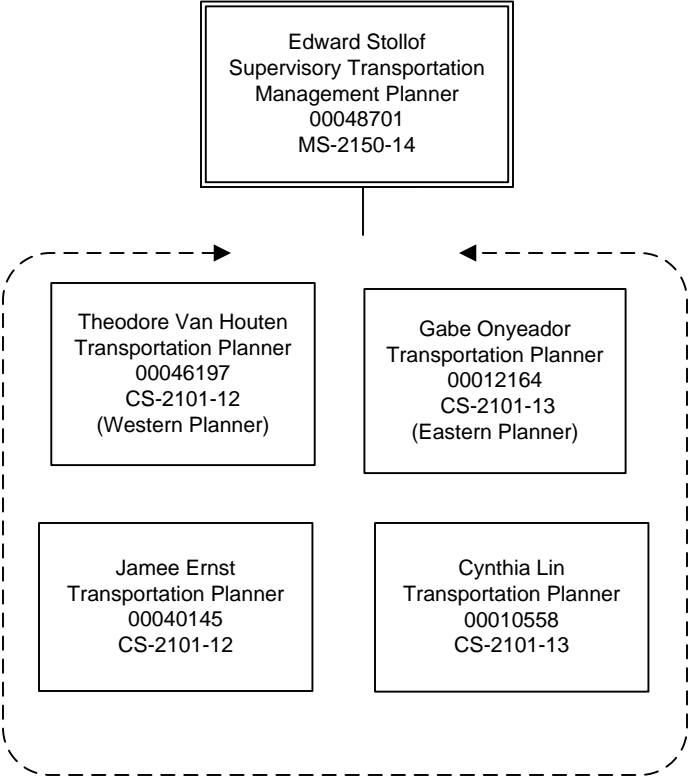 Edward Stollof
Supervisory Transportation
Management Planner
00048701
MS-2150-14
Theodore Van Houten
Transportation Planner
00046197
CS-2101-12
(Western Planner)
Gabe Onyeador
Transportation Planner
00012164
CS-2101-13
(Eastern Planner)
Jamee Ernst
Transportation Planner
00040145
CS-2101-12
Cynthia Lin
Transportation Planner
00010558
CS-2101-13